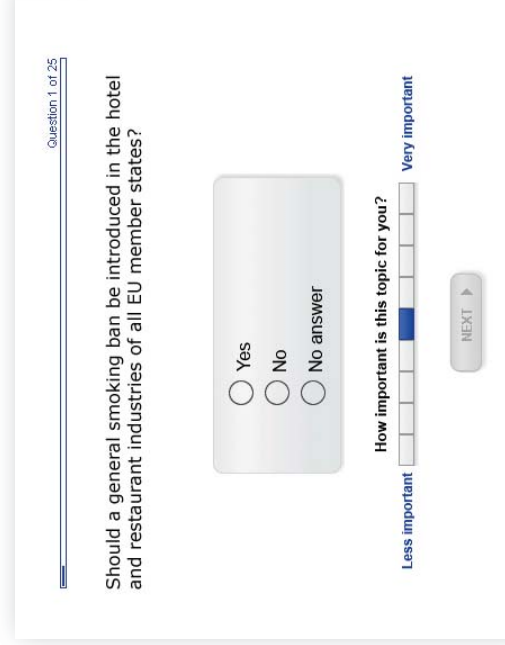 Question 1 of 25
Should a general smoking ban be introduced in the hotel
and restaurant industries of all EU member states?
Yes
No
No answer
How important is this topic for you?
Less important Very important
NEXT